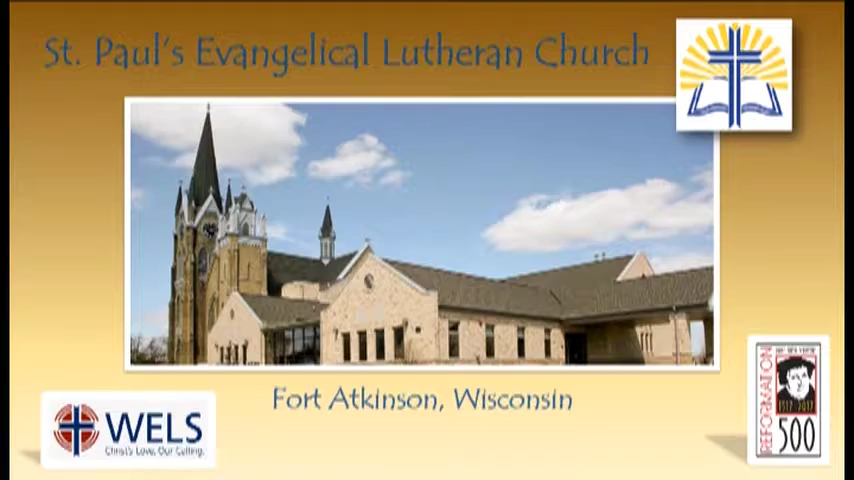 St. Paul's Evangelical Lutheran Church
Fort Atkinson, Wisconsin
WELS
Christ's Love, Our Calling.
REFORMATION
1517-2017
500